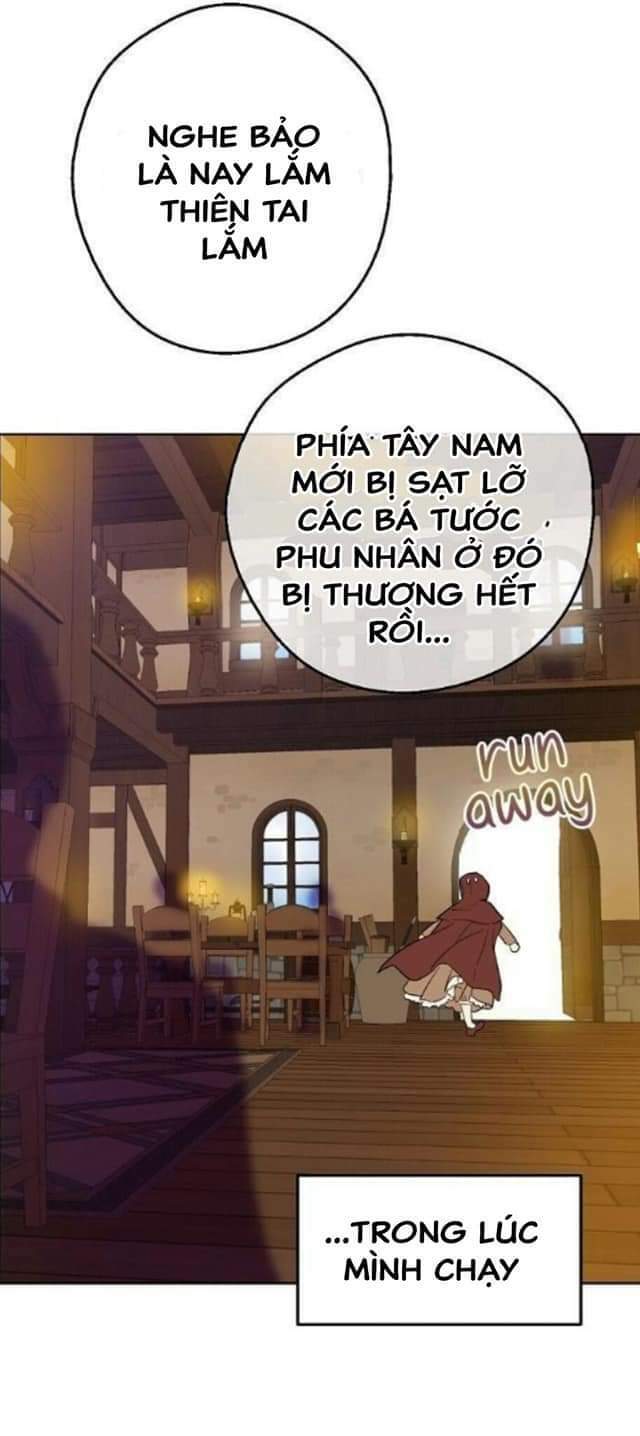 NGHE BẢO
LÀ NAY LẮM
THIÊN TAI
LẮM
PHÍA TÂY NAM
MỚI BỊ SẠT LỠ
CÁC BÁ TƯỚC
PHU NHÂN Ở ĐÓ
BỊ THƯƠNG HẾT
RỒI...
run
away
...TRONG LÚC
MÌNH CHẠY